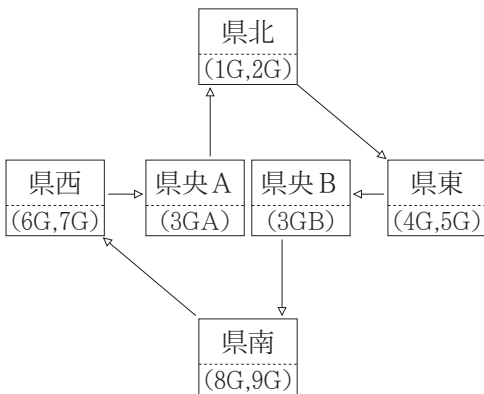 県北
(1G,2G)
県西
(6G,7G)
県央A
(3GA)
県央B
(3GB)
県東
(4G,5G)
県南
(8G,9G)